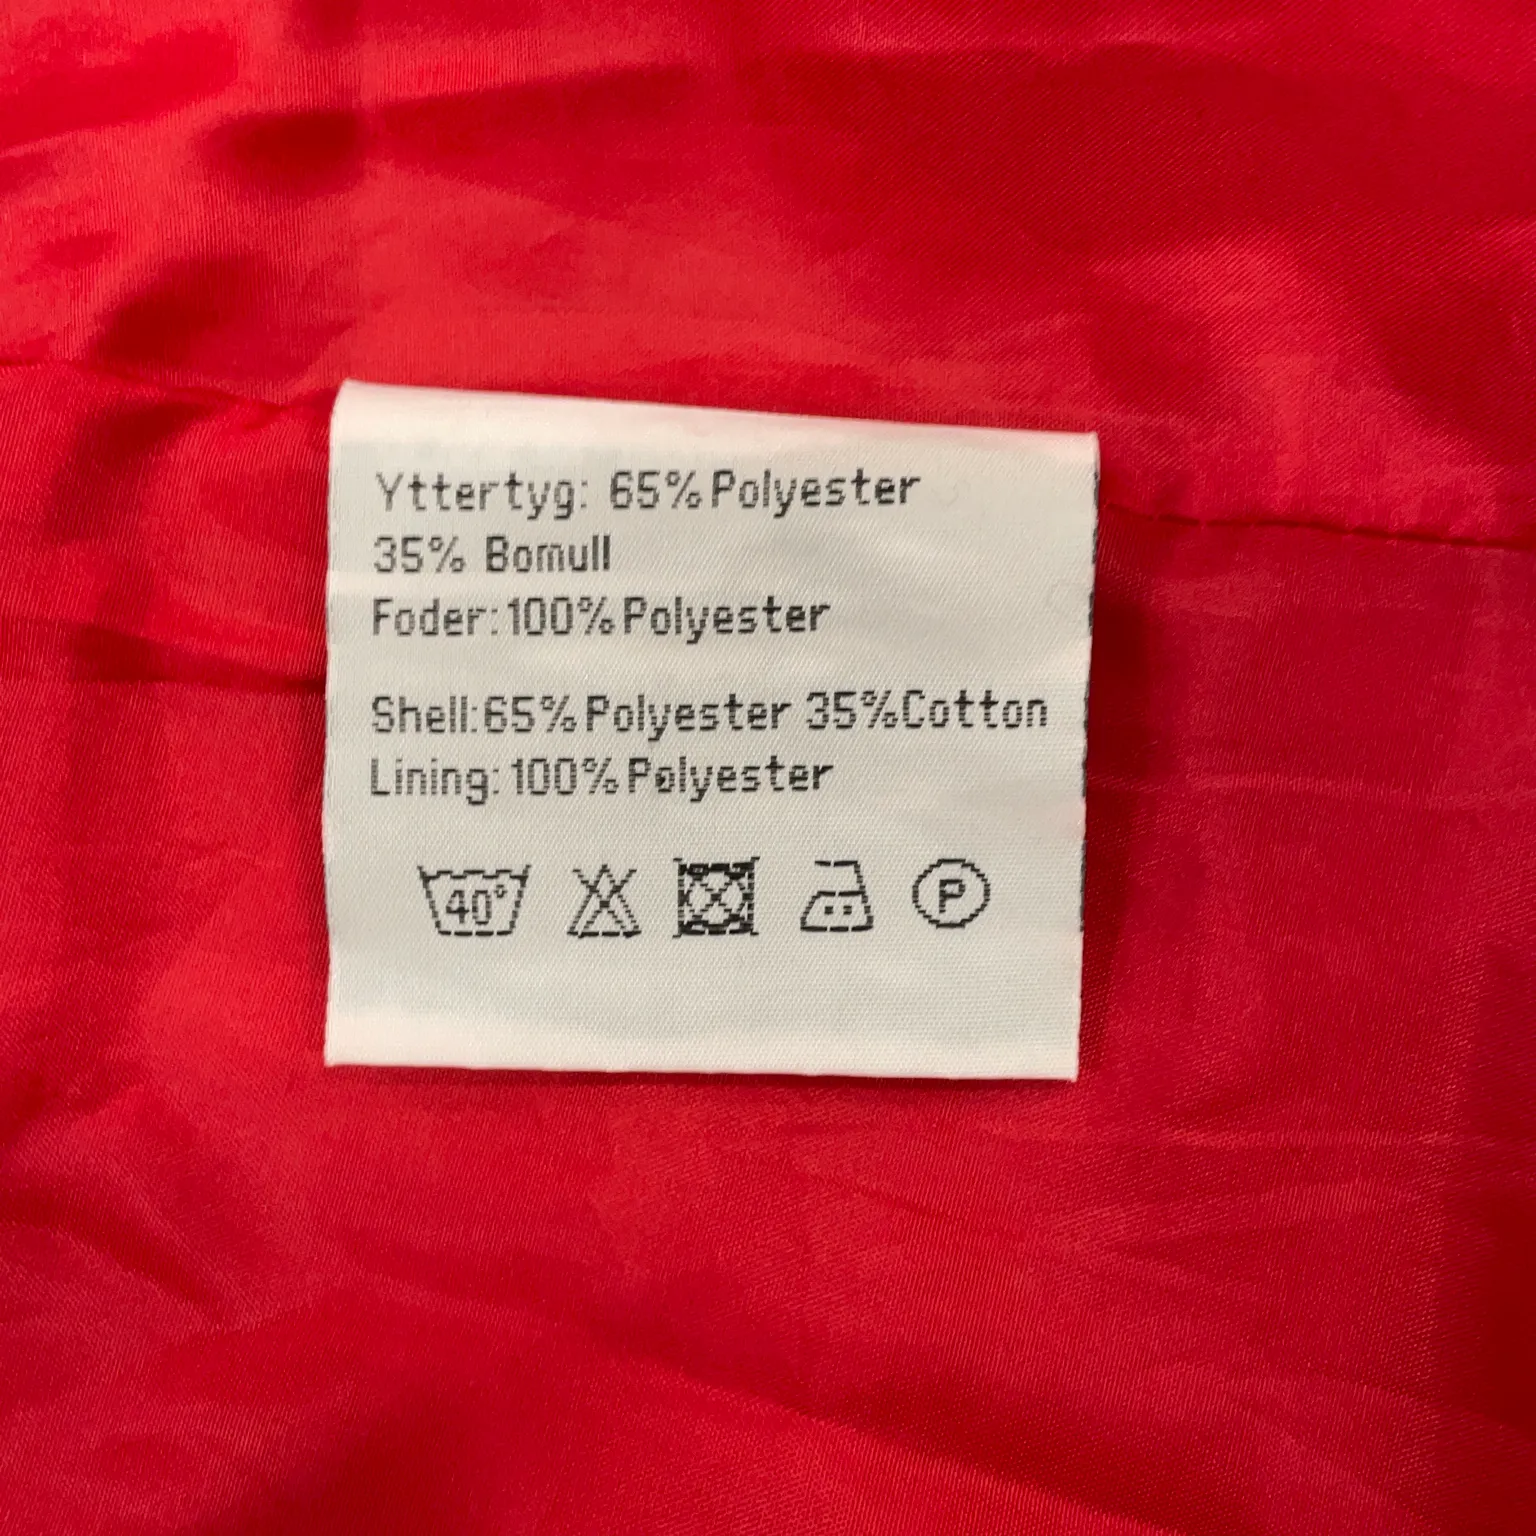 Yttertyg: 65% Polyester
35% Bomull
Foder: 100% Polyester
Shell: 65% Polyester 35% Cotton
Lining: 100% Polyester
40° P